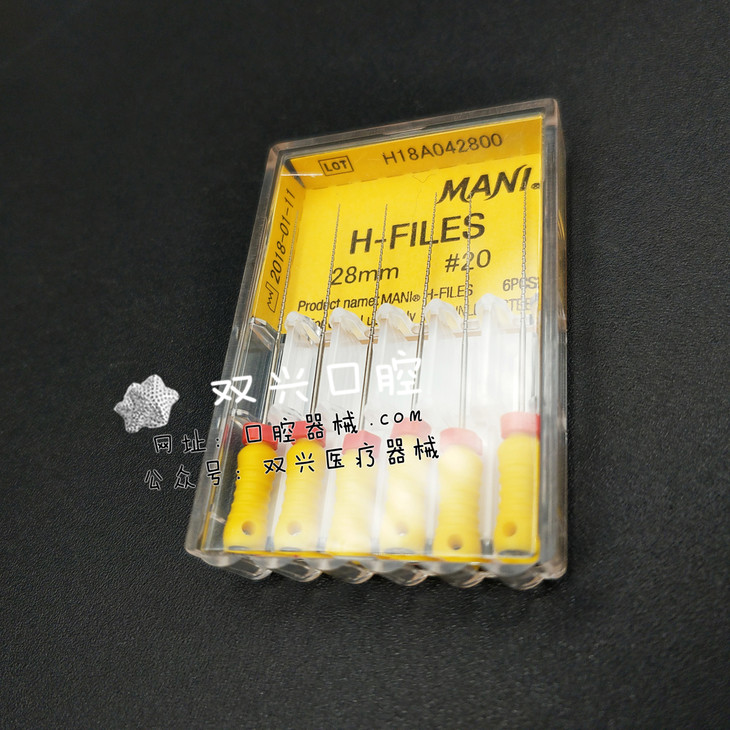 LOT H18A042800
MANI®
2018-01-11
H-FILES
28mm #20
Product name: MANI® H-FILES 6PCS.
双兴口腔
网址：口腔器械.com
公众号：双兴医疗器械